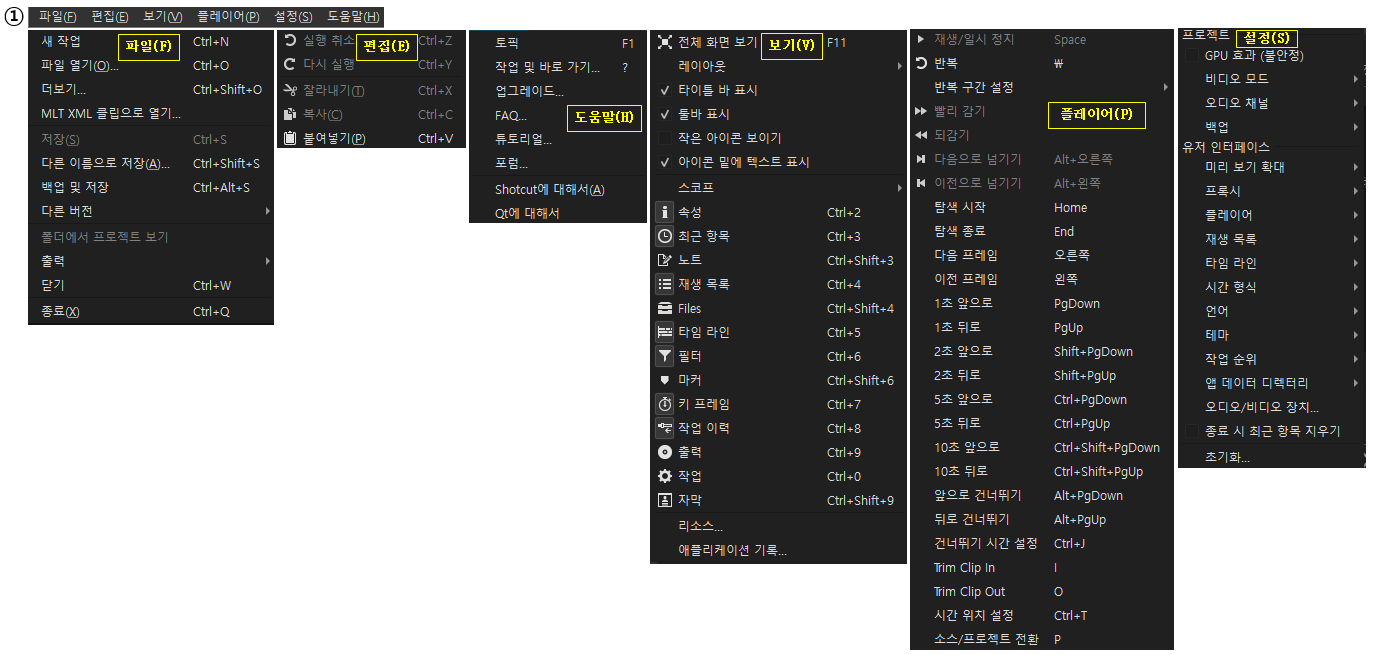 ① 파일(F) 편집(E) 보기(V) 플레이어(P) 설정(S) 도움말(H)
파일(F)
새 작업 Ctrl+N
파일 열기(O)... Ctrl+O
더보기... Ctrl+Shift+O
MLT XML 클립으로 열기...
저장(S) Ctrl+S
다른 이름으로 저장(A)... Ctrl+Shift+S
백업 및 저장 Ctrl+Alt+S
다른 버전
폴더에서 프로젝트 보기
출력
닫기 Ctrl+W
종료(X) Ctrl+Q
편집(E)
실행 취소 Ctrl+Z
다시 실행 Ctrl+Y
잘라내기(T) Ctrl+X
복사(C) Ctrl+C
붙여넣기(P) Ctrl+V
토픽 F1
작업 및 바로 가기... ?
업그레이드...
FAQ...
도움말(H)
튜토리얼...
포럼...
Shotcut에 대해서(A)
Qt에 대해서
전체 화면 보기 F11
보기(V)
레이아웃
타이틀 바 표시
툴바 표시
작은 아이콘 보이기
아이콘 밑에 텍스트 표시
스코프
속성 Ctrl+2
최근 항목 Ctrl+3
노트 Ctrl+Shift+3
재생 목록 Ctrl+4
Files Ctrl+Shift+4
타임 라인 Ctrl+5
필터 Ctrl+6
마커 Ctrl+Shift+6
키 프레임 Ctrl+7
작업 이력 Ctrl+8
출력 Ctrl+9
작업 Ctrl+0
자막 Ctrl+Shift+9
리소스...
애플리케이션 기록...
재생/일시 정지 Space
반복 ₩
반복 구간 설정
빨리 감기
플레이어(P)
되감기
다음으로 넘기기 Alt+오른쪽
이전으로 넘기기 Alt+왼쪽
탐색 시작 Home
탐색 종료 End
다음 프레임 오른쪽
이전 프레임 왼쪽
1초 앞으로 PgDown
1초 뒤로 PgUp
2초 앞으로 Shift+PgDown
2초 뒤로 Shift+PgUp
5초 앞으로 Ctrl+PgDown
5초 뒤로 Ctrl+PgUp
10초 앞으로 Ctrl+Shift+PgDown
10초 뒤로 Ctrl+Shift+PgUp
앞으로 건너뛰기 Alt+PgDown
뒤로 건너뛰기 Alt+PgUp
건너뛰기 시간 설정 Ctrl+J
Trim Clip In I
Trim Clip Out O
시간 위치 설정 Ctrl+T
소스/프로젝트 전환 P
프로젝트
설정(S)
GPU 효과 (불안정)
비디오 모드
오디오 채널
백업
유저 인터페이스
미리 보기 확대
프록시
플레이어
재생 목록
타임 라인
시간 형식
언어
테마
작업 순위
앱 데이터 디렉터리
오디오/비디오 장치...
종료 시 최근 항목 지우기
초기화...